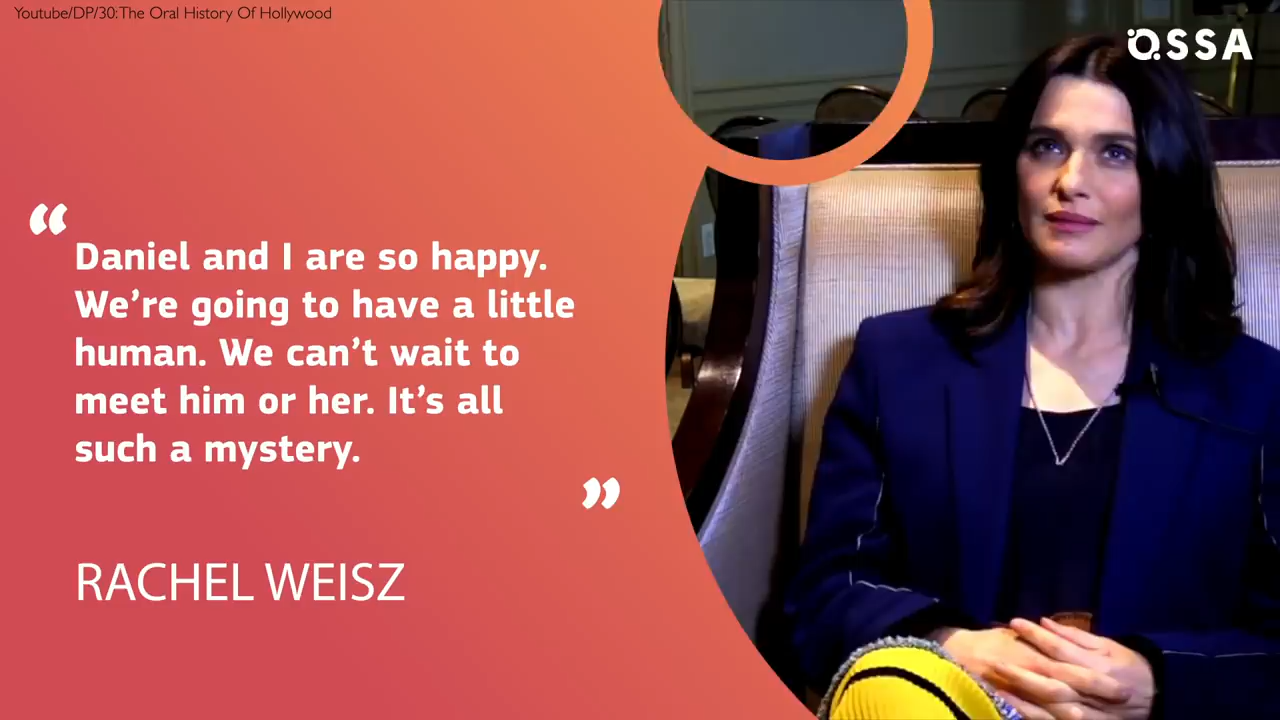 Youtube/DP/30:The Oral History Of Hollywood
OSSA
“
Daniel and I are so happy.
We’re going to have a little
human. We can’t wait to
meet him or her. It’s all
such a mystery.
”
RACHEL WEISZ